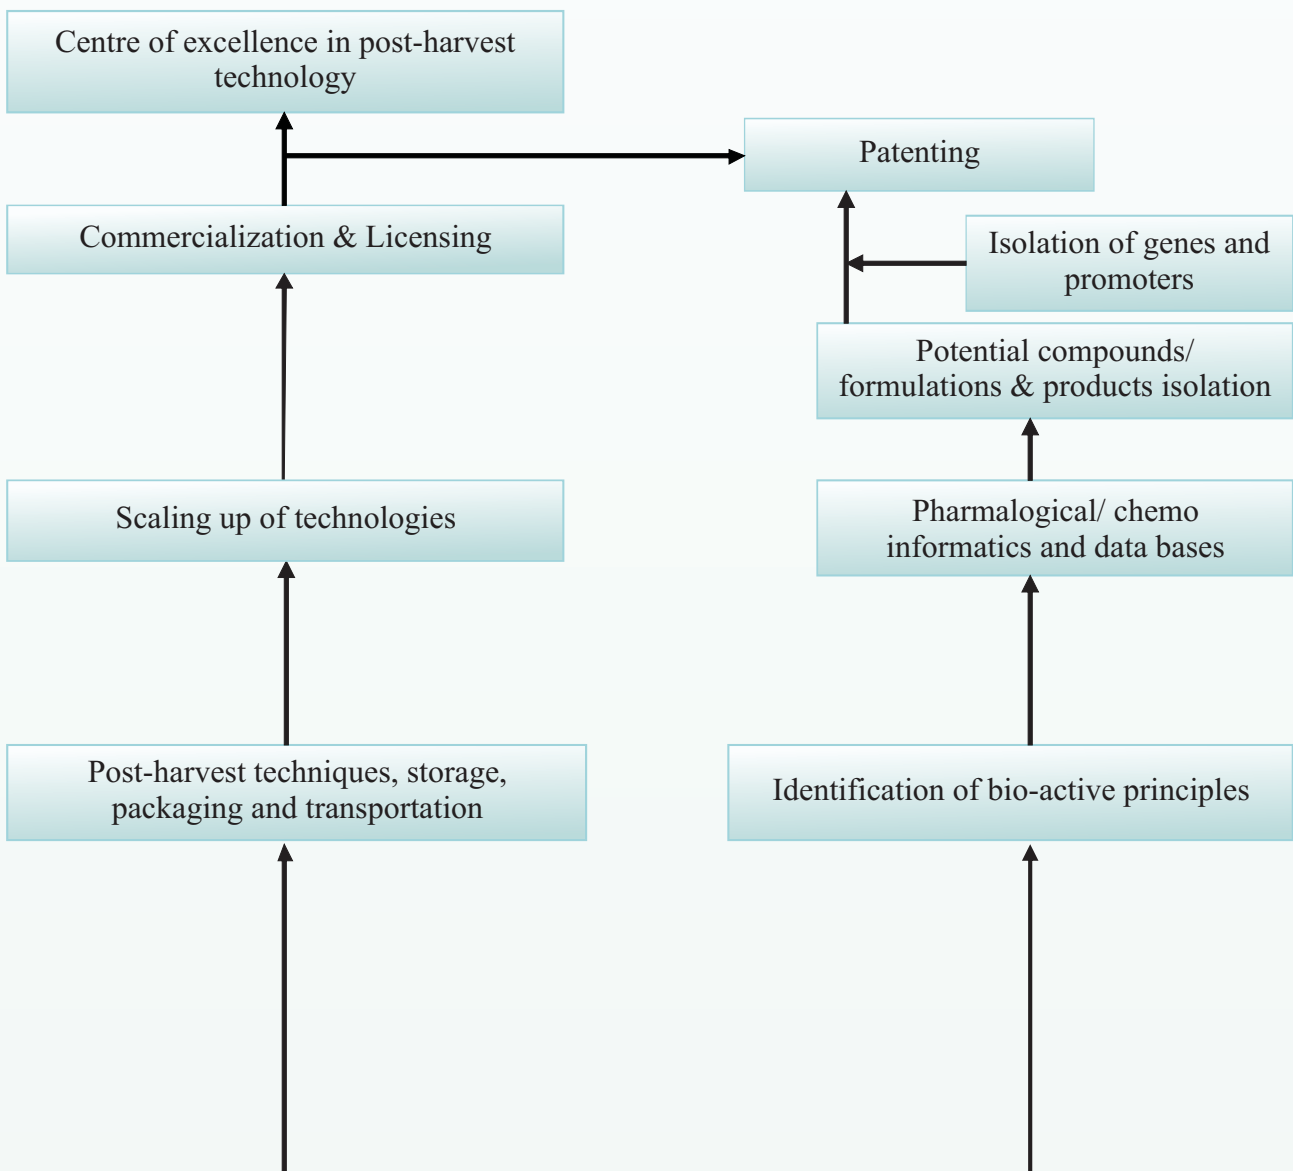 Centre of excellence in post-harvest
technology
Patenting
Commercialization & Licensing
Isolation of genes and
promoters
Potential compounds/
formulations & products isolation
Scaling up of technologies
Pharmalogical/ chemo
informatics and data bases
Post-harvest techniques, storage,
packaging and transportation
Identification of bio-active principles